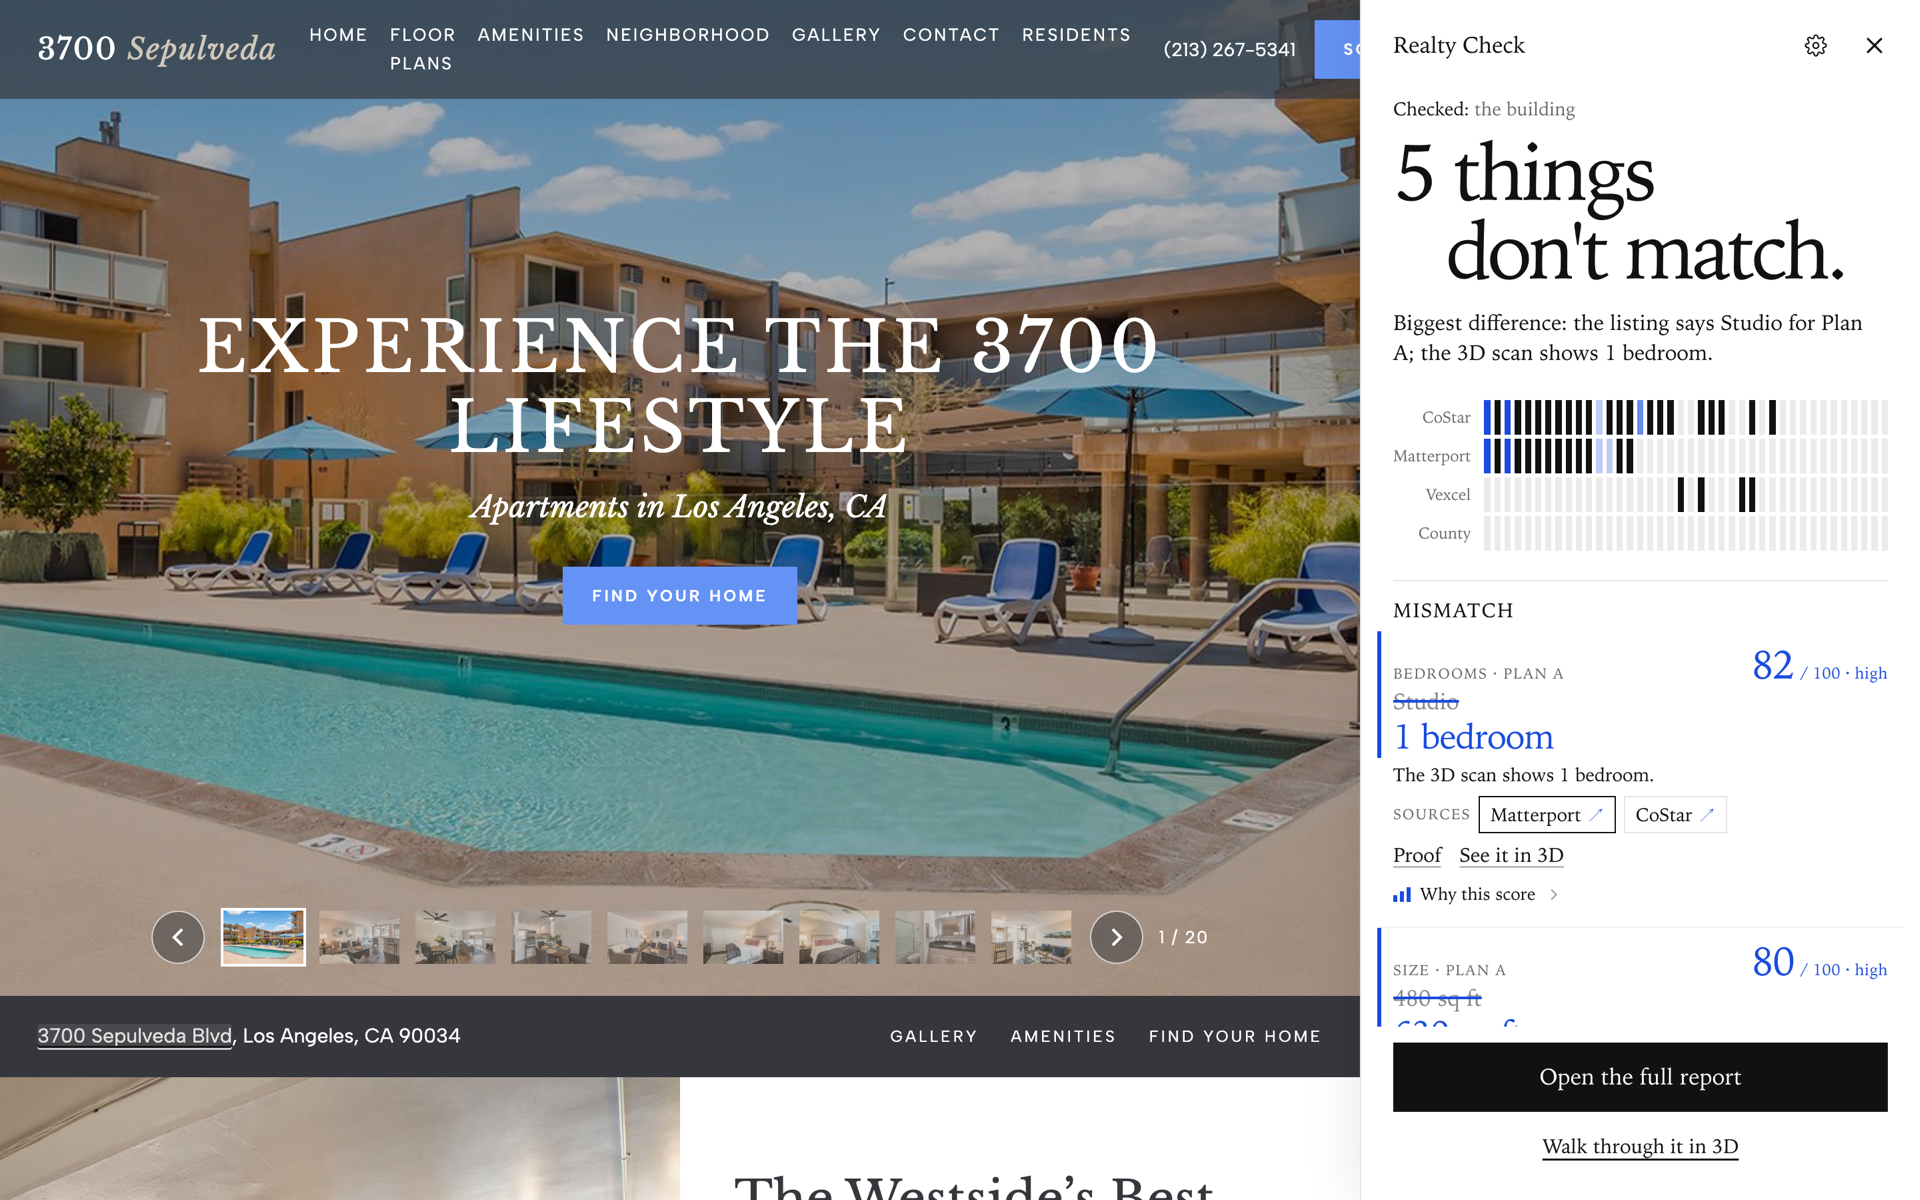 3700 Sepulveda
HOME
FLOOR PLANS
AMENITIES
NEIGHBORHOOD
GALLERY
CONTACT
RESIDENTS
(213) 267-5341
EXPERIENCE THE 3700
LIFESTYLE
Apartments in Los Angeles, CA
FIND YOUR HOME
3
3
1 / 20
3700 Sepulveda Blvd, Los Angeles, CA 90034
GALLERY
AMENITIES
FIND YOUR HOME
The Westside's Best
Realty Check
Checked: the building
5 things
don't match.
Biggest difference: the listing says Studio for Plan
A; the 3D scan shows 1 bedroom.
CoStar
Matterport
Vexcel
County
MISMATCH
BEDROOMS · PLAN A
82 / 100 · high
Studio
1 bedroom
The 3D scan shows 1 bedroom.
SOURCES Matterport CoStar
Proof See it in 3D
Why this score
SIZE · PLAN A
80 / 100 · high
480 sq ft
Open the full report
Walk through it in 3D